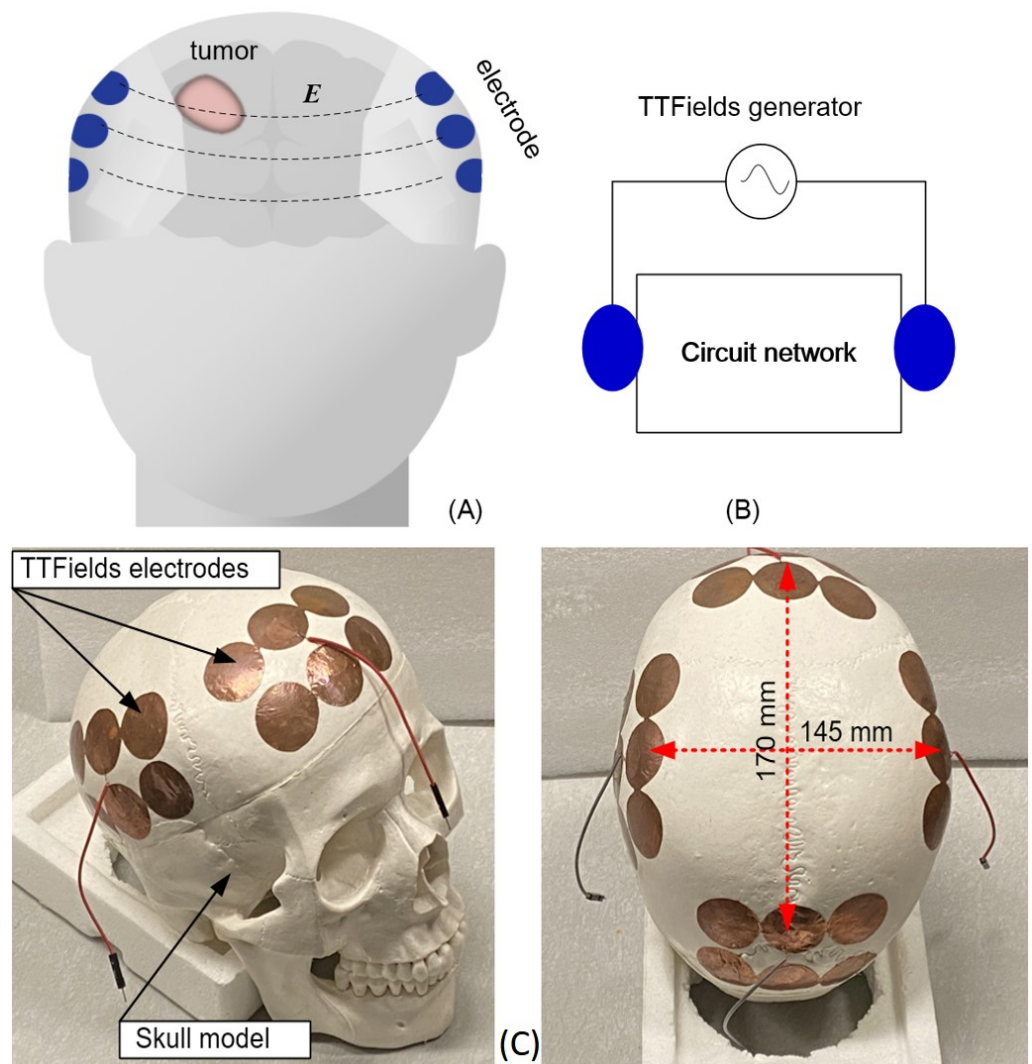 tumor
E
electrode
TTFields generator
Circuit network
(A)
(B)
TTFields electrodes
Skull model
170 mm
145 mm
(C)